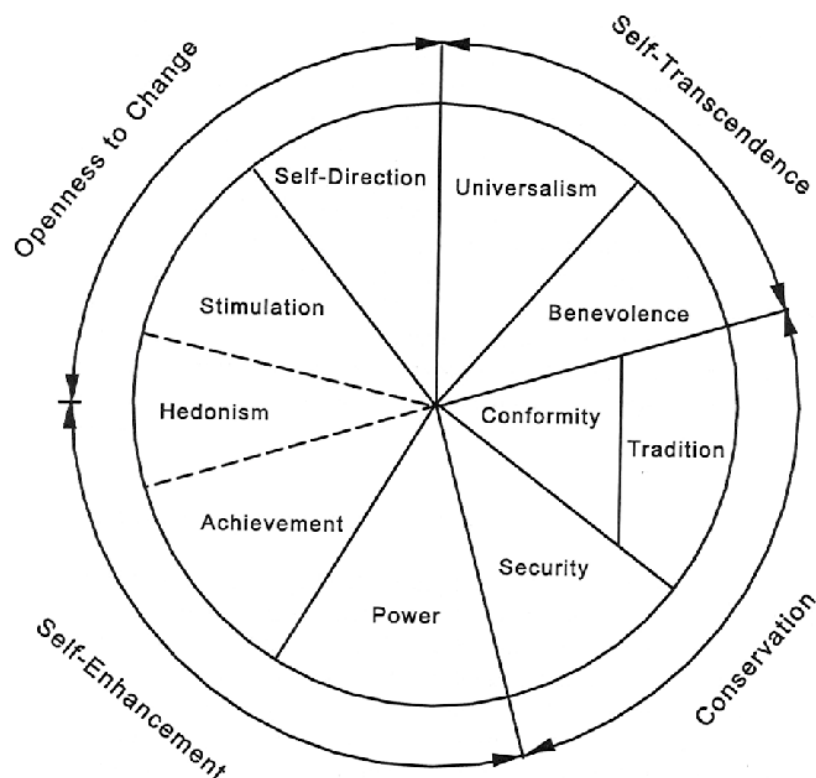 Openness to Change
Self-Transcendence
Self-Direction
Universalism
Stimulation
Benevolence
Hedonism
Conformity
Tradition
Achievement
Security
Power
Self-Enhancement
Conservation